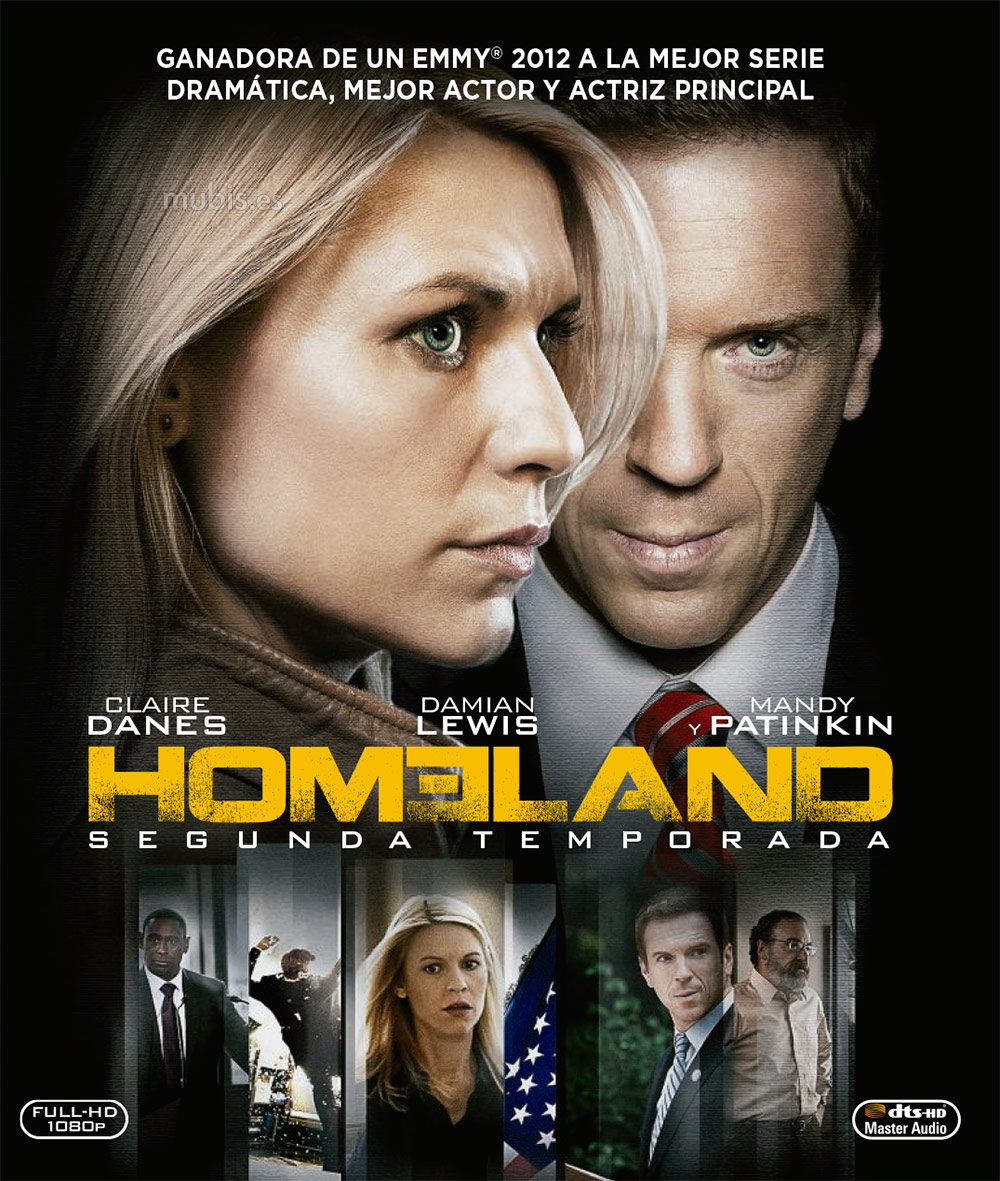 GANADORA DE UN EMMY® 2012 A LA MEJOR SERIE
DRAMÁTICA, MEJOR ACTOR Y ACTRIZ PRINCIPAL
mubis.es
CLAIRE
DANES
DAMIAN
LEWIS
MANDY
Y PATINKIN
HOMELAND
SEGUNDA TEMPORADA
FULL-HD
1080P
dts-HD
Master Audio